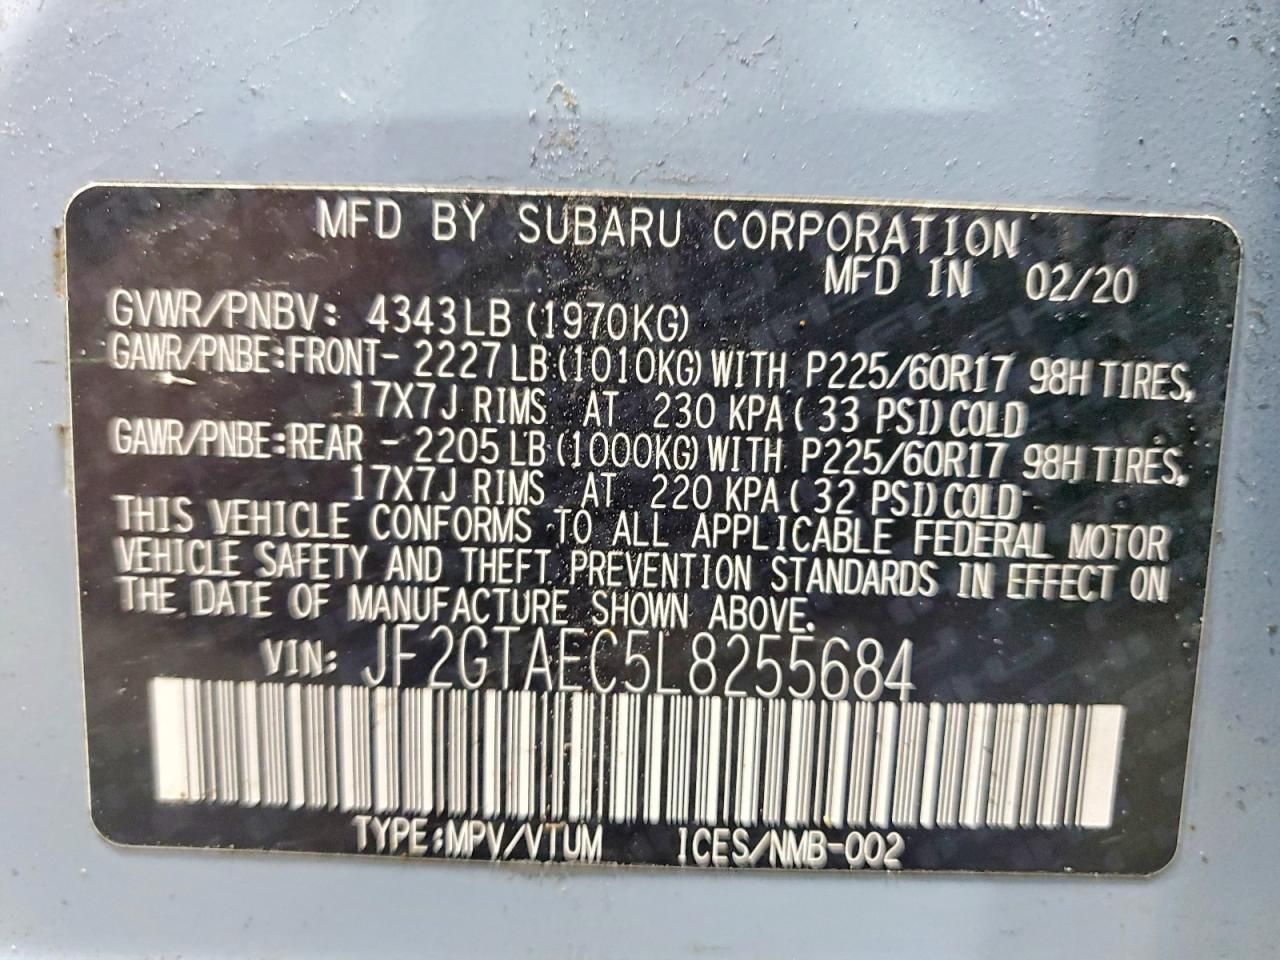 MFD BY SUBARU CORPORATION
MFD IN 02/20
GVWR/PNBV: 4343LB (1970KG)
GAWR/PNBE:FRONT- 2227 LB (1010KG) WITH P225/60R17 98H TIRES,
17X7J RIMS AT 230 KPA ( 33 PSI) COLD
GAWR/PNBE:REAR - 2205 LB (1000KG) WITH P225/60R17 98H TIRES,
17X7J RIMS AT 220 KPA ( 32 PSI) COLD
THIS VEHICLE CONFORMS TO ALL APPLICABLE FEDERAL MOTOR
VEHICLE SAFETY AND THEFT PREVENTION STANDARDS IN EFFECT ON
THE DATE OF MANUFACTURE SHOWN ABOVE.
VIN: JF2GTAEC5L8255684
TYPE:MPV/VTUM ICES/NMB-002